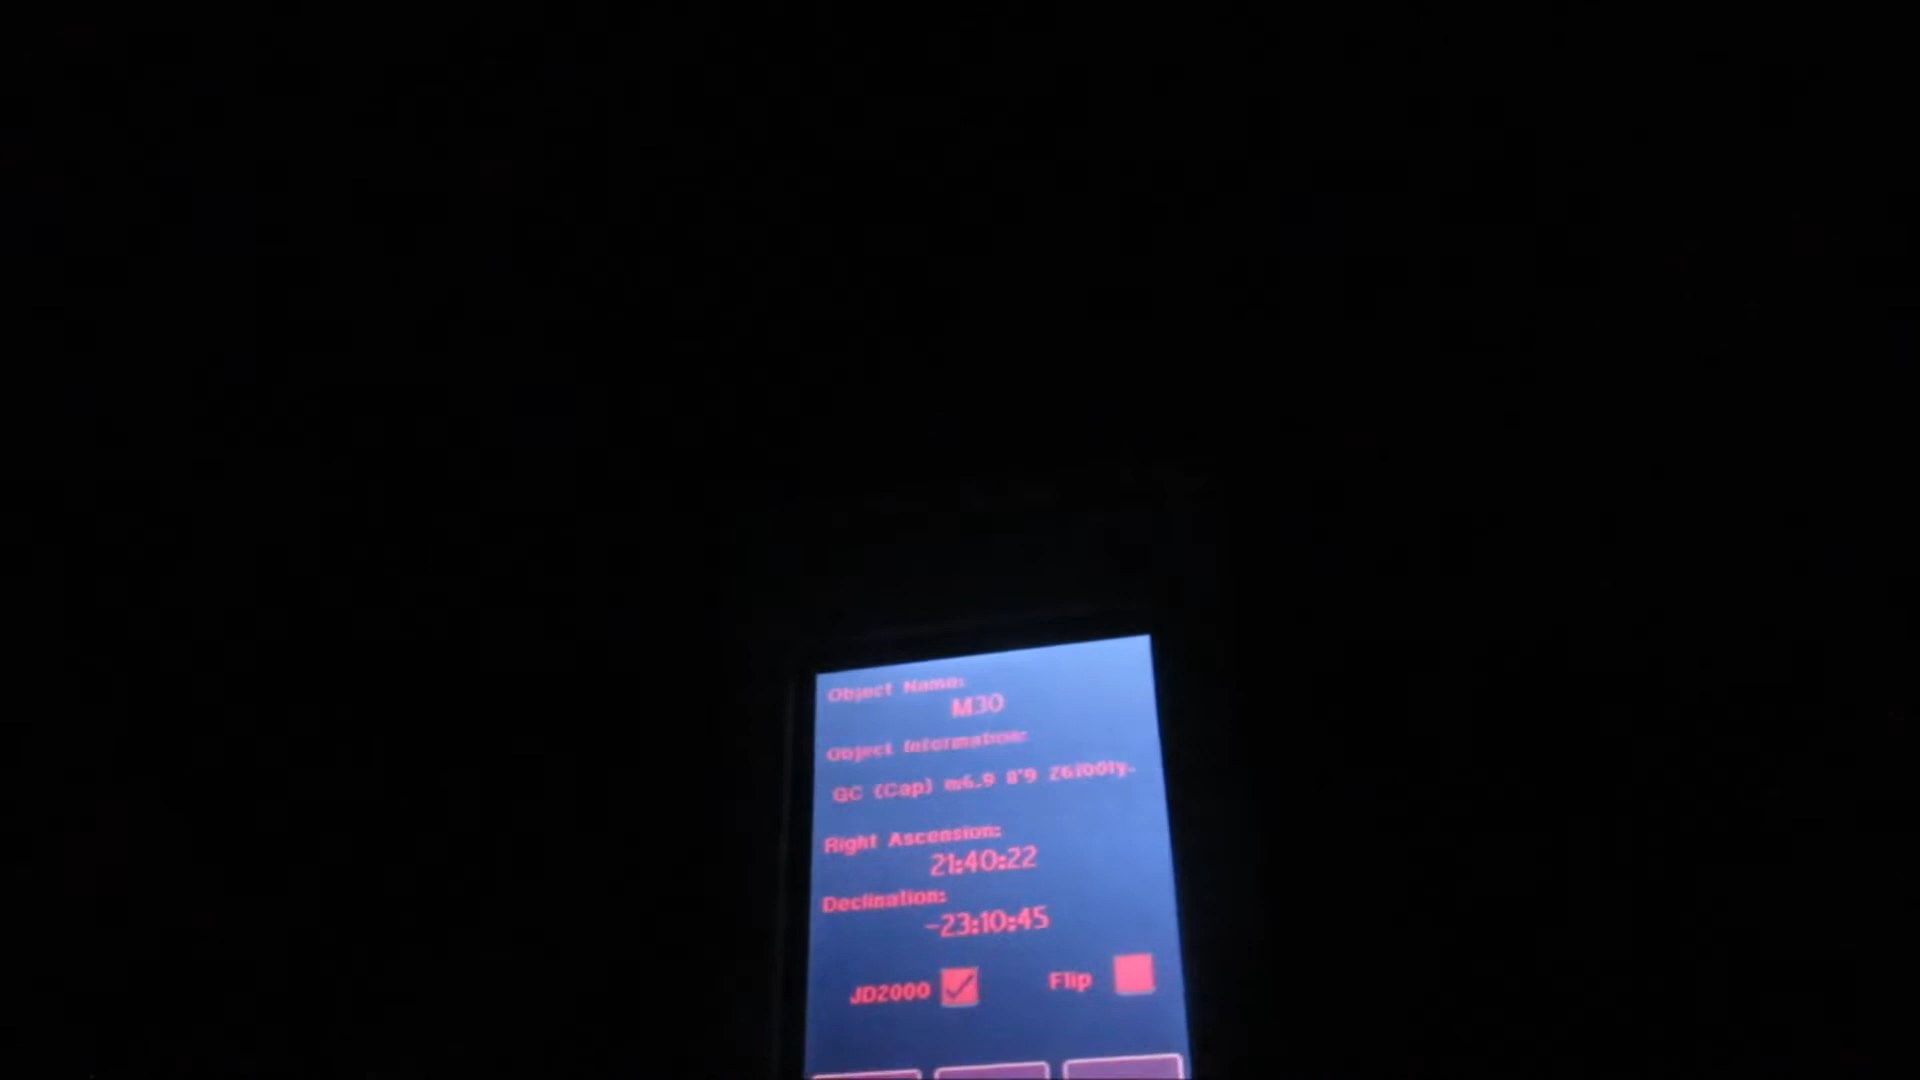 Object Name:
M30
Object Information:
GC (Cap) m6.9 8'9 26100ly.
Right Ascension:
21:40:22
Declination:
-23:10:45
JD2000 Flip